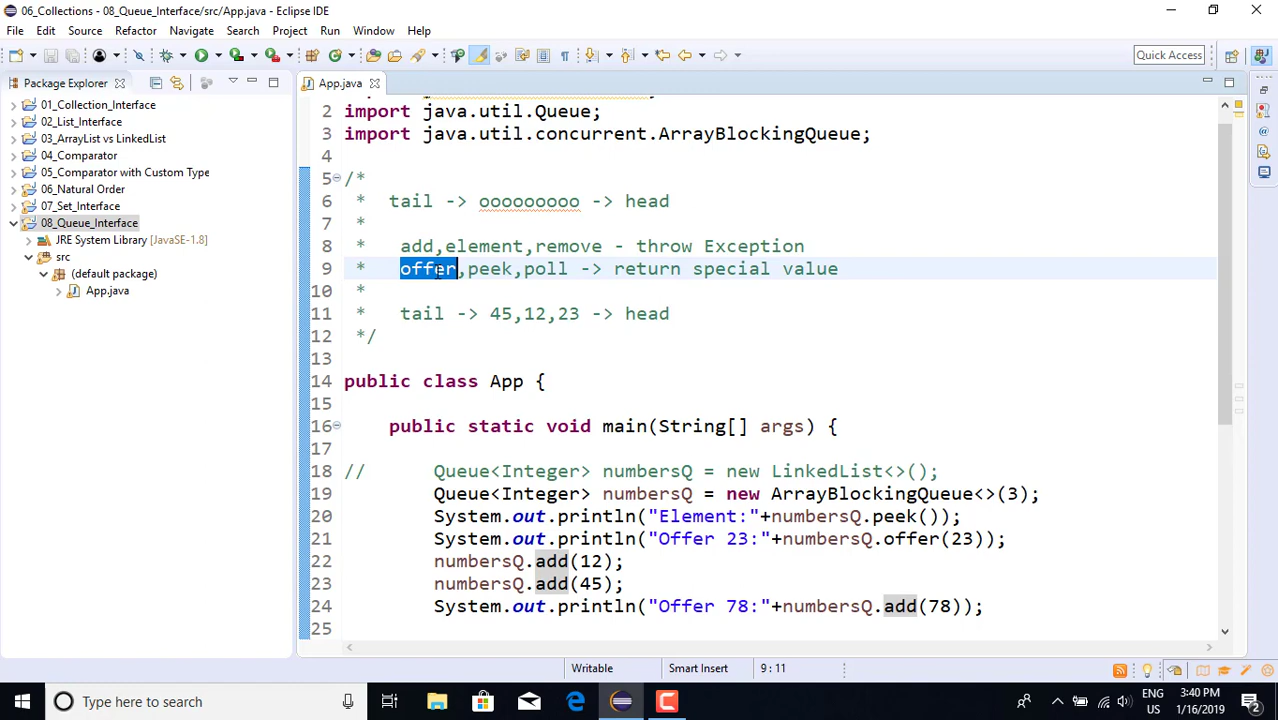 06_Collections - 08_Queue_Interface/src/App.java - Eclipse IDE
File Edit Source Refactor Navigate Search Project Run Window Help
Quick Access
Package Explorer
App.java
01_Collection_Interface
02_List_Interface
03_ArrayList vs LinkedList
04_Comparator
05_Comparator with Custom Type
06_Natural Order
07_Set_Interface
08_Queue_Interface
JRE System Library [JavaSE-1.8]
src
(default package)
App.java
2 import java.util.Queue;
3 import java.util.concurrent.ArrayBlockingQueue;
4
5 /*
6 * tail -> ooooooooo -> head
7 *
8 * add,element,remove - throw Exception
9 * offer,peek,poll -> return special value
10 *
11 * tail -> 45,12,23 -> head
12 */
13
14 public class App {
15
16 public static void main(String[] args) {
17
18 // Queue<Integer> numbersQ = new LinkedList<>();
19 Queue<Integer> numbersQ = new ArrayBlockingQueue<>(3);
20 System.out.println("Element:"+numbersQ.peek());
21 System.out.println("Offer 23:"+numbersQ.offer(23));
22 numbersQ.add(12);
23 numbersQ.add(45);
24 System.out.println("Offer 78:"+numbersQ.add(78));
25
Writable Smart Insert 9 : 11
Type here to search
ENG
US
3:40 PM
1/16/2019
2